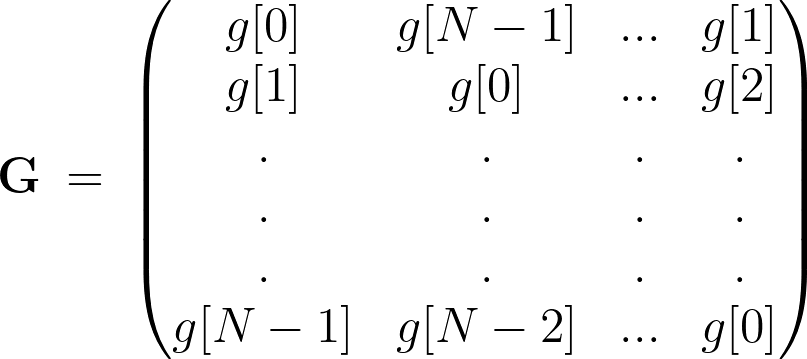 g[0] g[N − 1] ... g[1]
g[1] g[0] ... g[2]
. . . .
G = . . . .
. . . .
g[N − 1] g[N − 2] ... g[0]